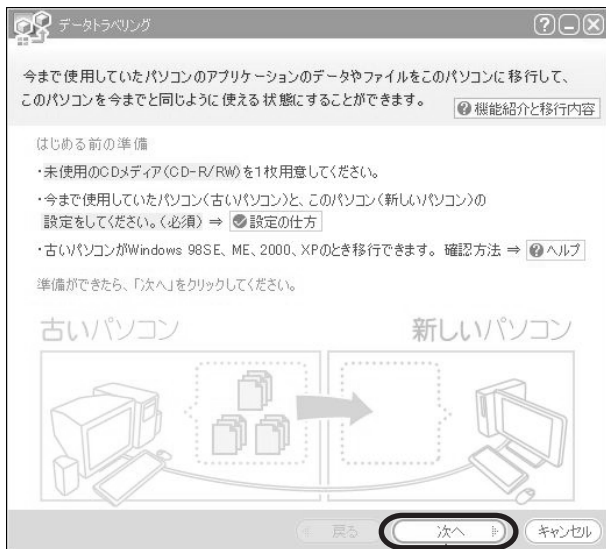 データトラベリング
今まで使用していたパソコンのアプリケーションのデータやファイルをこのパソコンに移行して、
このパソコンを今までと同じように使える状態にすることができます。
機能紹介と移行内容
はじめる前の準備
・未使用のCDメディア(CD-R/RW)を1枚用意してください。
・今まで使用していたパソコン(古いパソコン)と、このパソコン(新しいパソコン)の
設定をしてください。(必須) ⇒ 設定の仕方
・古いパソコンがWindows 98SE、ME、2000、XPのとき移行できます。 確認方法 ⇒ ヘルプ
準備ができたら、「次へ」をクリックしてください。
古いパソコン 新しいパソコン
戻る 次へ キャンセル